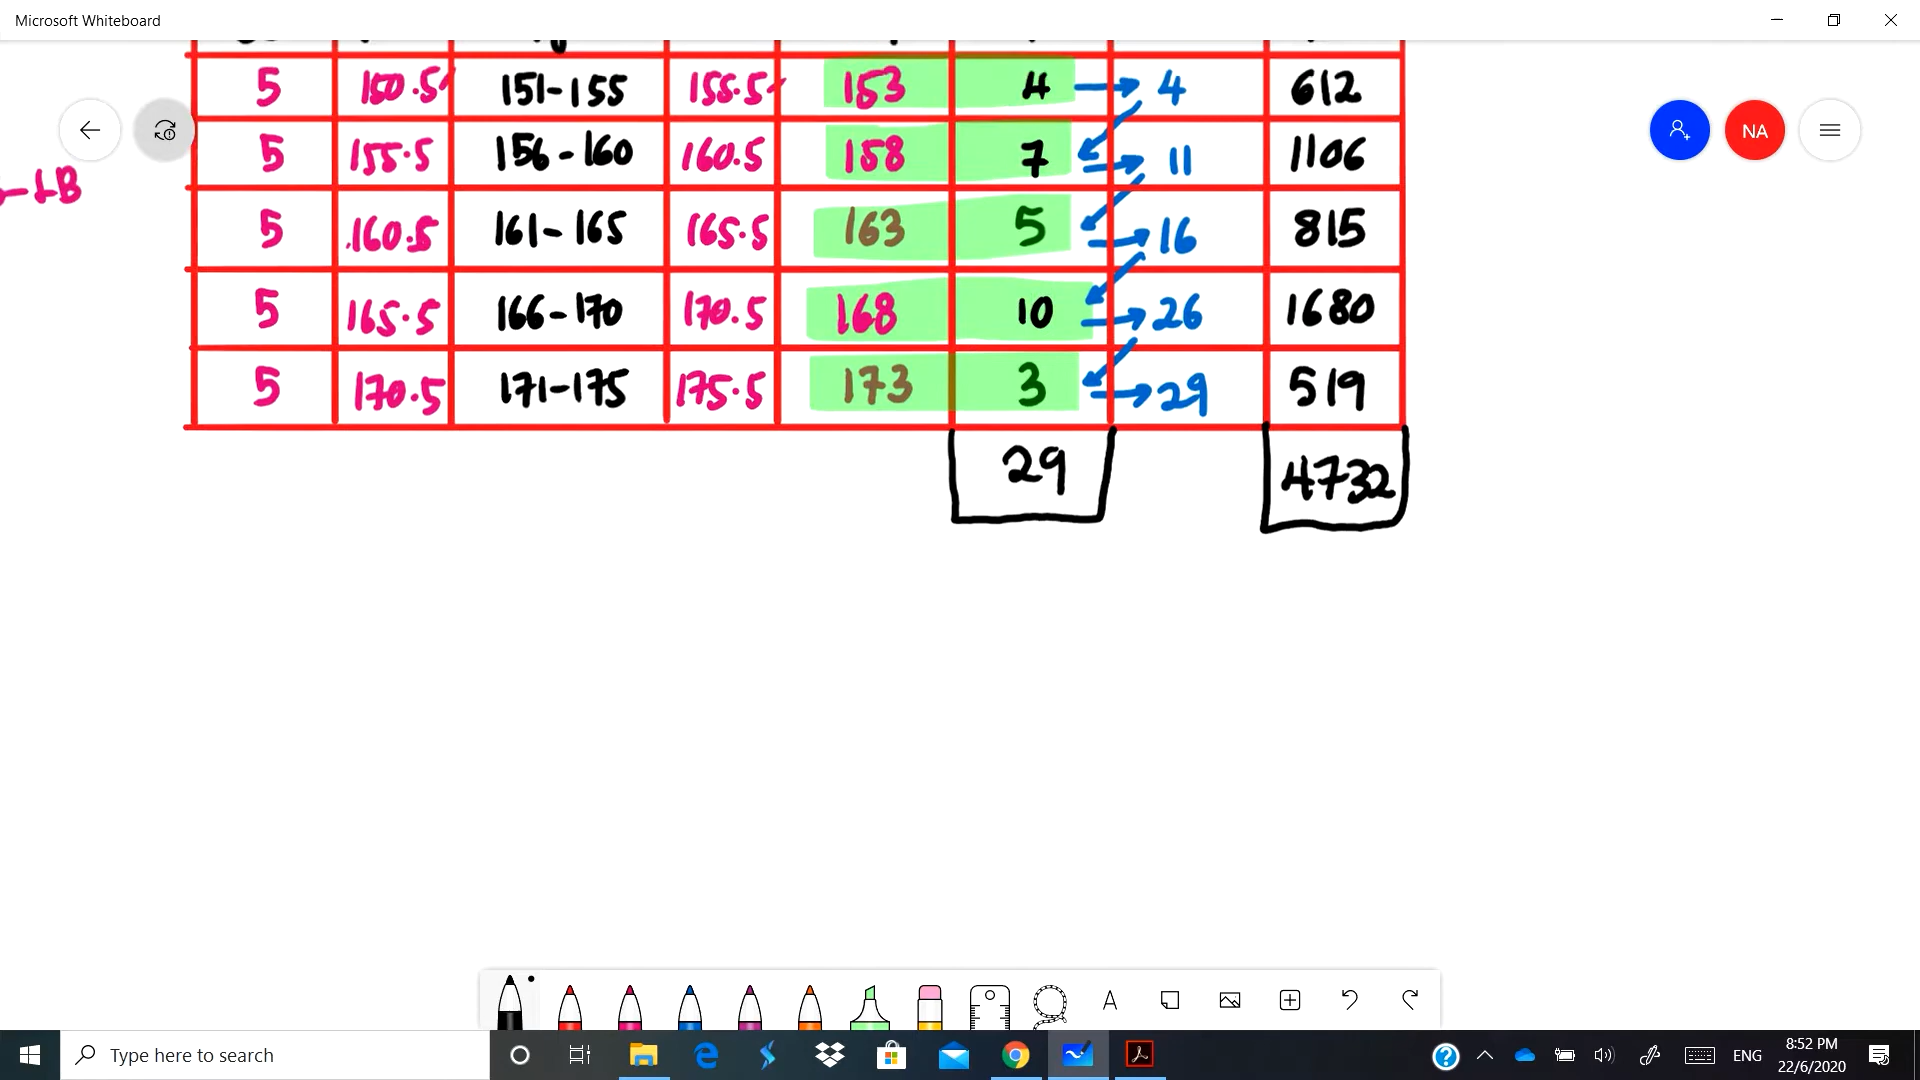 Microsoft Whiteboard
5 150.5 151-155 155.5 153 4 4 612
5 155.5 156-160 160.5 158 7 11 1106
-LB
5 160.5 161-165 165.5 163 5 16 815
5 165.5 166-170 170.5 168 10 26 1680
5 170.5 171-175 175.5 173 3 29 519
29 4732
NA
A
Type here to search
ENG
8:52 PM
22/6/2020